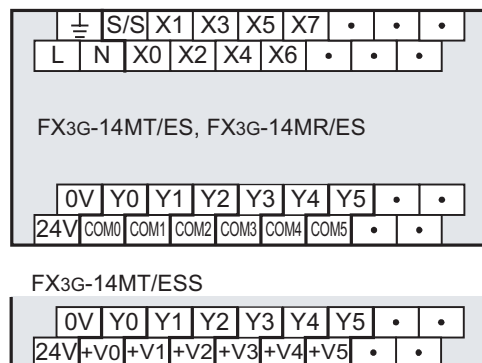 ⏚ S/S X1 X3 X5 X7 • • •
L N X0 X2 X4 X6 • • •
FX3G-14MT/ES, FX3G-14MR/ES
0V Y0 Y1 Y2 Y3 Y4 Y5 • •
24V COM0 COM1 COM2 COM3 COM4 COM5 • •
FX3G-14MT/ESS
0V Y0 Y1 Y2 Y3 Y4 Y5 • •
24V +V0 +V1 +V2 +V3 +V4 +V5 • •